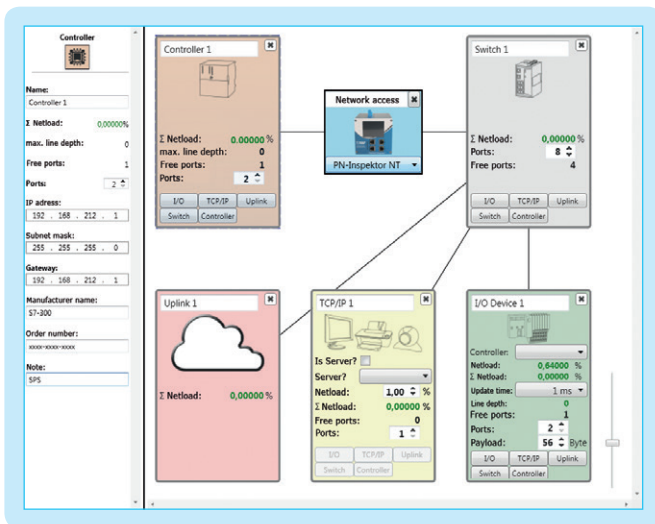 Controller
Name:
Controller 1
Σ Netload: 0,00000%
max. line depth: 0
Free ports: 1
Ports: 2
IP adress:
192 . 168 . 212 . 1
Subnet mask:
255 . 255 . 255 . 0
Gateway:
192 . 168 . 212 . 1
Manufacturer name:
S7-300
Order number:
xxxx-xxxx-xxxx
Note:
SPS
Controller 1
Σ Netload: 0.00000 %
max. line depth: 0
Free ports: 1
Ports: 2
I/O TCP/IP Uplink
Switch Controller
Network access
PN-Inspektor NT
Switch 1
Σ Netload: 0,00000 %
Ports: 8
Free ports: 4
I/O TCP/IP Uplink
Switch Controller
Uplink 1
Σ Netload: 0,00000 %
TCP/IP 1
Is Server?
Server?
Netload: 1,00 %
Σ Netload: 0,00000 %
Free ports: 0
Ports: 1
I/O TCP/IP Uplink
Switch Controller
I/O Device 1
Controller:
Netload: 0,64000 %
Σ Netload: 0,00000 %
Update time: 1 ms
Line depth: 0
Free ports: 1
Ports: 2
Payload: 56 Byte
I/O TCP/IP Uplink
Switch Controller